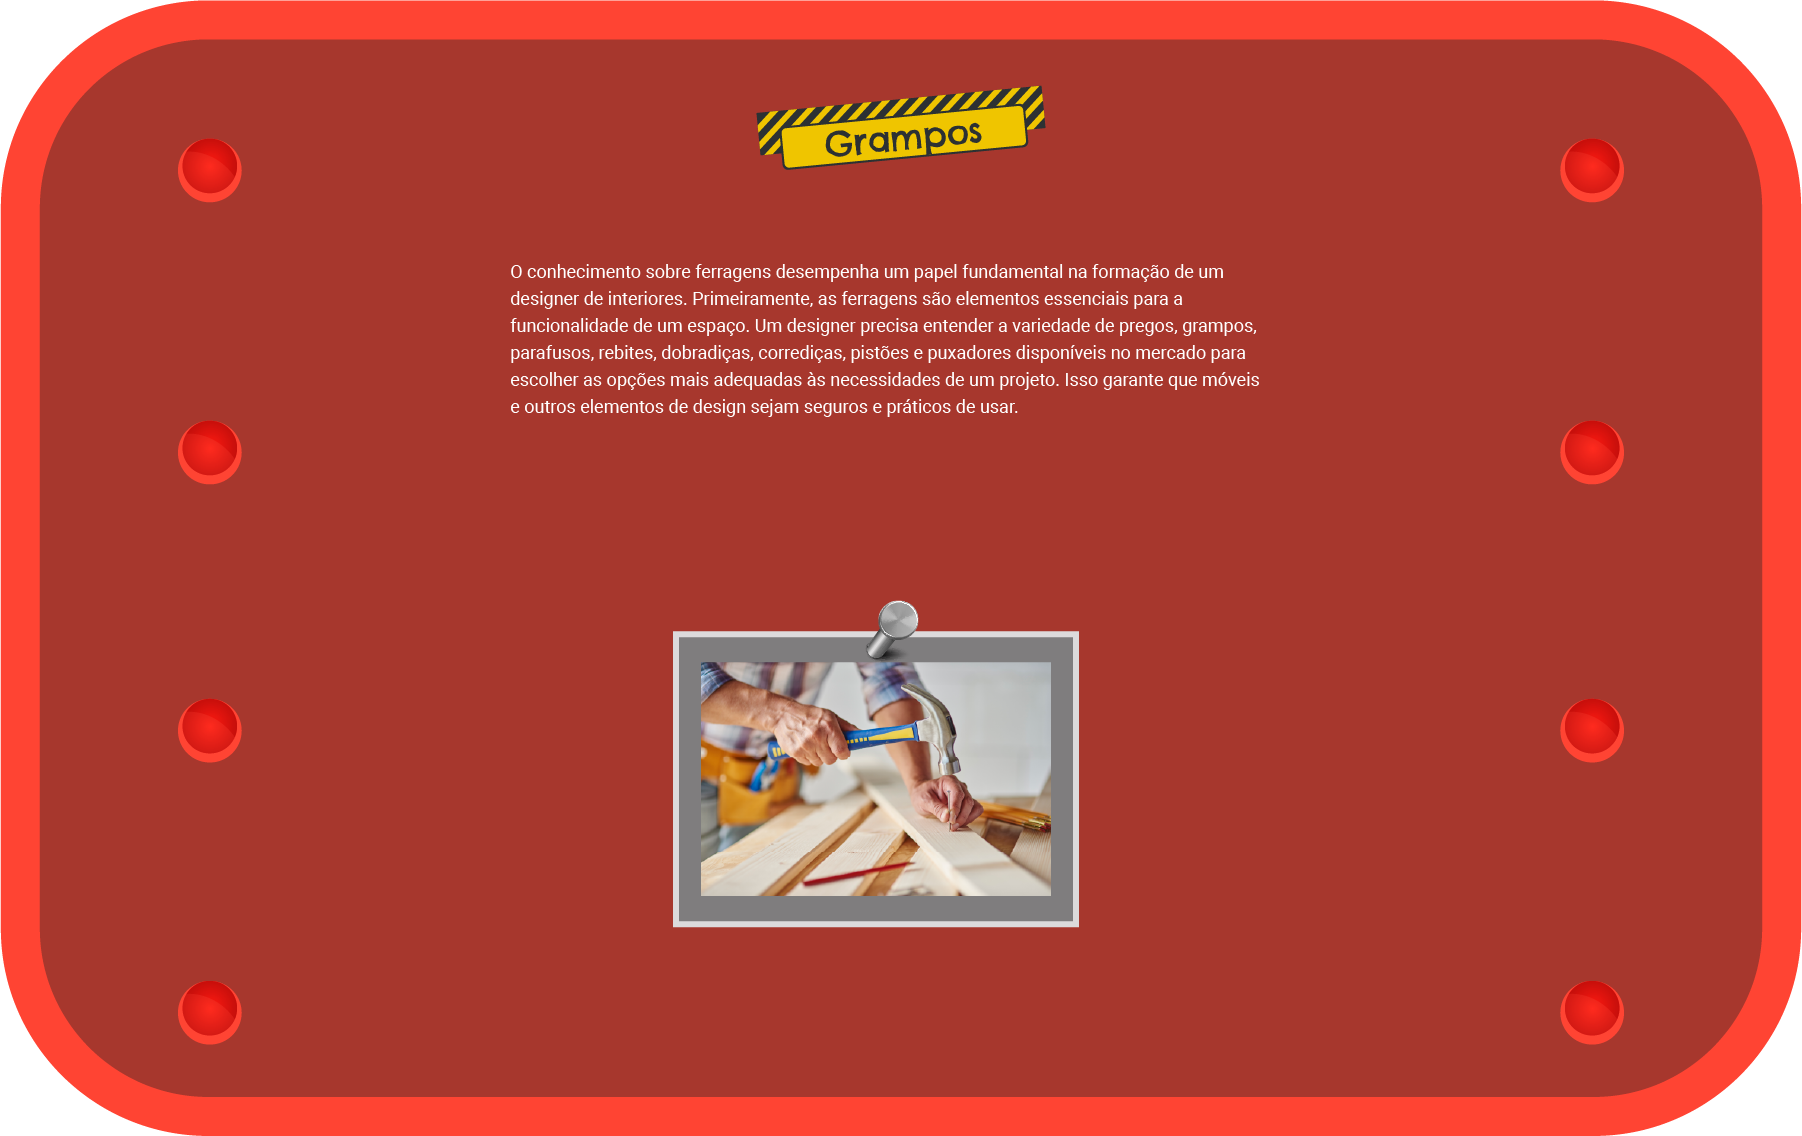 Grampos
O conhecimento sobre ferragens desempenha um papel fundamental na formação de um
designer de interiores. Primeiramente, as ferragens são elementos essenciais para a
funcionalidade de um espaço. Um designer precisa entender a variedade de pregos, grampos,
parafusos, rebites, dobradiças, corrediças, pistões e puxadores disponíveis no mercado para
escolher as opções mais adequadas às necessidades de um projeto. Isso garante que móveis
e outros elementos de design sejam seguros e práticos de usar.